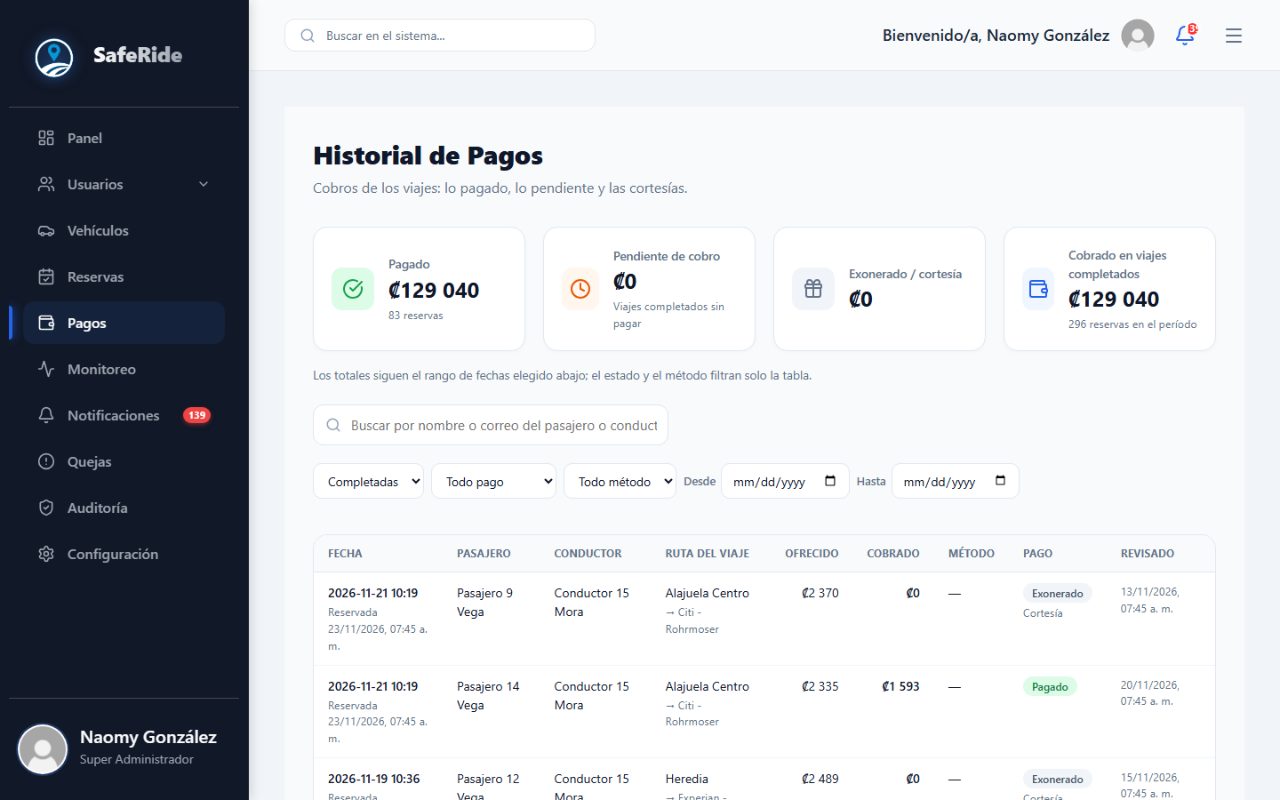 SafeRide
Buscar en el sistema...
Bienvenido/a, Naomy González
Panel
Usuarios
Vehículos
Reservas
Pagos
Monitoreo
Notificaciones 139
Quejas
Auditoría
Configuración
Naomy González
Super Administrador
Historial de Pagos
Cobros de los viajes: lo pagado, lo pendiente y las cortesías.
Pagado
₡129 040
83 reservas
Pendiente de cobro
₡0
Viajes completados sin
pagar
Exonerado / cortesía
₡0
Cobrado en viajes
completados
₡129 040
296 reservas en el período
Los totales siguen el rango de fechas elegido abajo; el estado y el método filtran solo la tabla.
Buscar por nombre o correo del pasajero o conduct
Completadas Todo pago Todo método Desde mm/dd/yyyy Hasta mm/dd/yyyy
FECHA PASAJERO CONDUCTOR RUTA DEL VIAJE OFRECIDO COBRADO MÉTODO PAGO REVISADO
2026-11-21 10:19
Reservada
23/11/2026, 07:45 a.
m.
Pasajero 9
Vega
Conductor 15
Mora
Alajuela Centro
→ Citi -
Rohrmoser
₡2 370
₡0
—
Exonerado
Cortesía
13/11/2026,
07:45 a. m.
2026-11-21 10:19
Reservada
23/11/2026, 07:45 a.
m.
Pasajero 14
Vega
Conductor 15
Mora
Alajuela Centro
→ Citi -
Rohrmoser
₡2 335
₡1 593
—
Pagado
20/11/2026,
07:45 a. m.
2026-11-19 10:36
Reservada
Pasajero 12
Vega
Conductor 15
Mora
Heredia
→ Experian -
₡2 489
₡0
—
Exonerado
Cortesía
15/11/2026,
07:45 a. m.